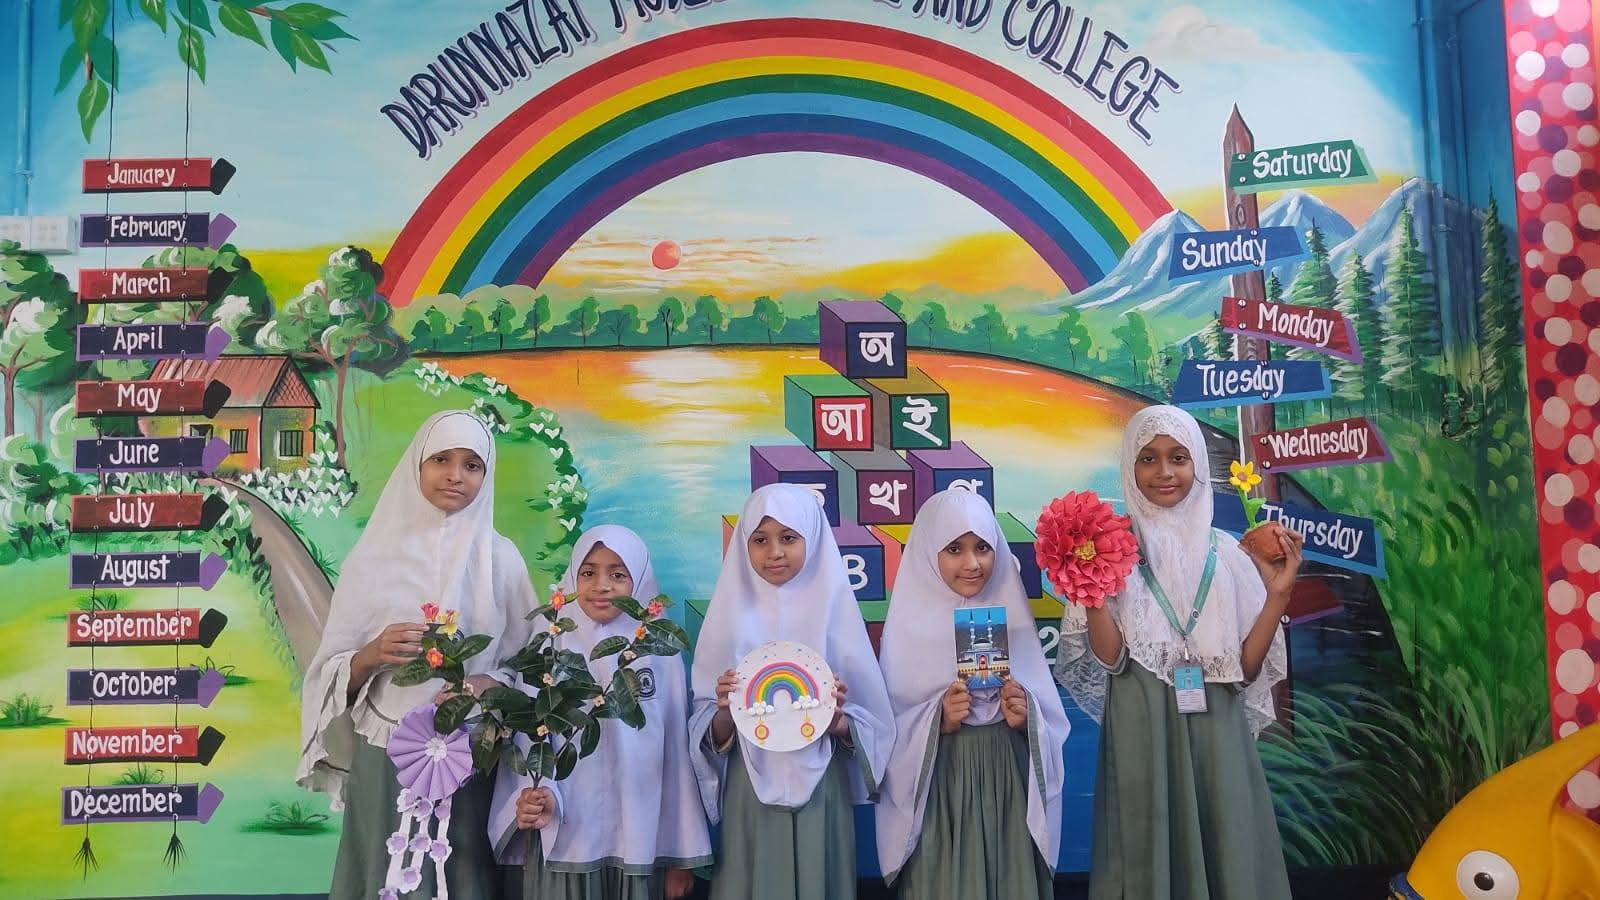 DARUNNAZAT AND COLLEGE
January
February
March
April
May
June
July
August
September
October
November
December
Saturday
Sunday
Monday
Tuesday
Wednesday
Thursday
অ
আ ই
খ
2